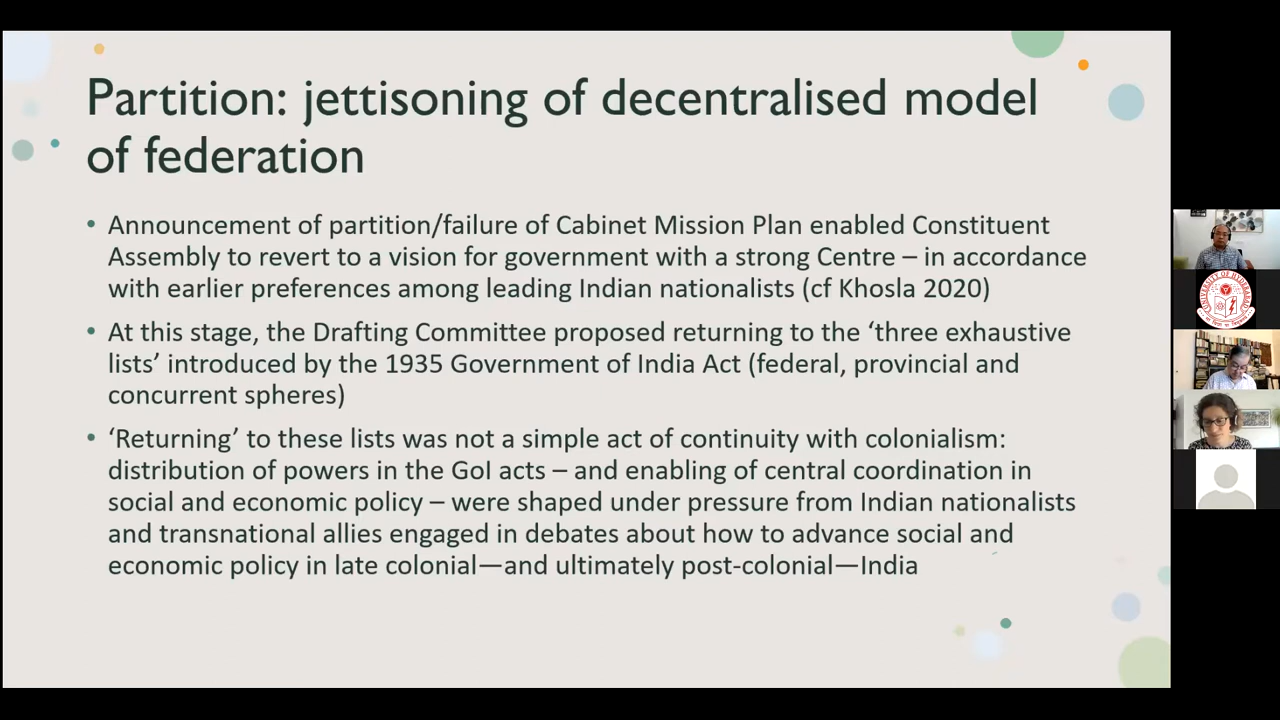 Partition: jettisoning of decentralised model
of federation
• Announcement of partition/failure of Cabinet Mission Plan enabled Constituent
Assembly to revert to a vision for government with a strong Centre – in accordance
with earlier preferences among leading Indian nationalists (cf Khosla 2020)
• At this stage, the Drafting Committee proposed returning to the ‘three exhaustive
lists’ introduced by the 1935 Government of India Act (federal, provincial and
concurrent spheres)
• ‘Returning’ to these lists was not a simple act of continuity with colonialism:
distribution of powers in the GoI acts – and enabling of central coordination in
social and economic policy – were shaped under pressure from Indian nationalists
and transnational allies engaged in debates about how to advance social and
economic policy in late colonial—and ultimately post-colonial—India
UNIVERSITY OF HYDERABAD